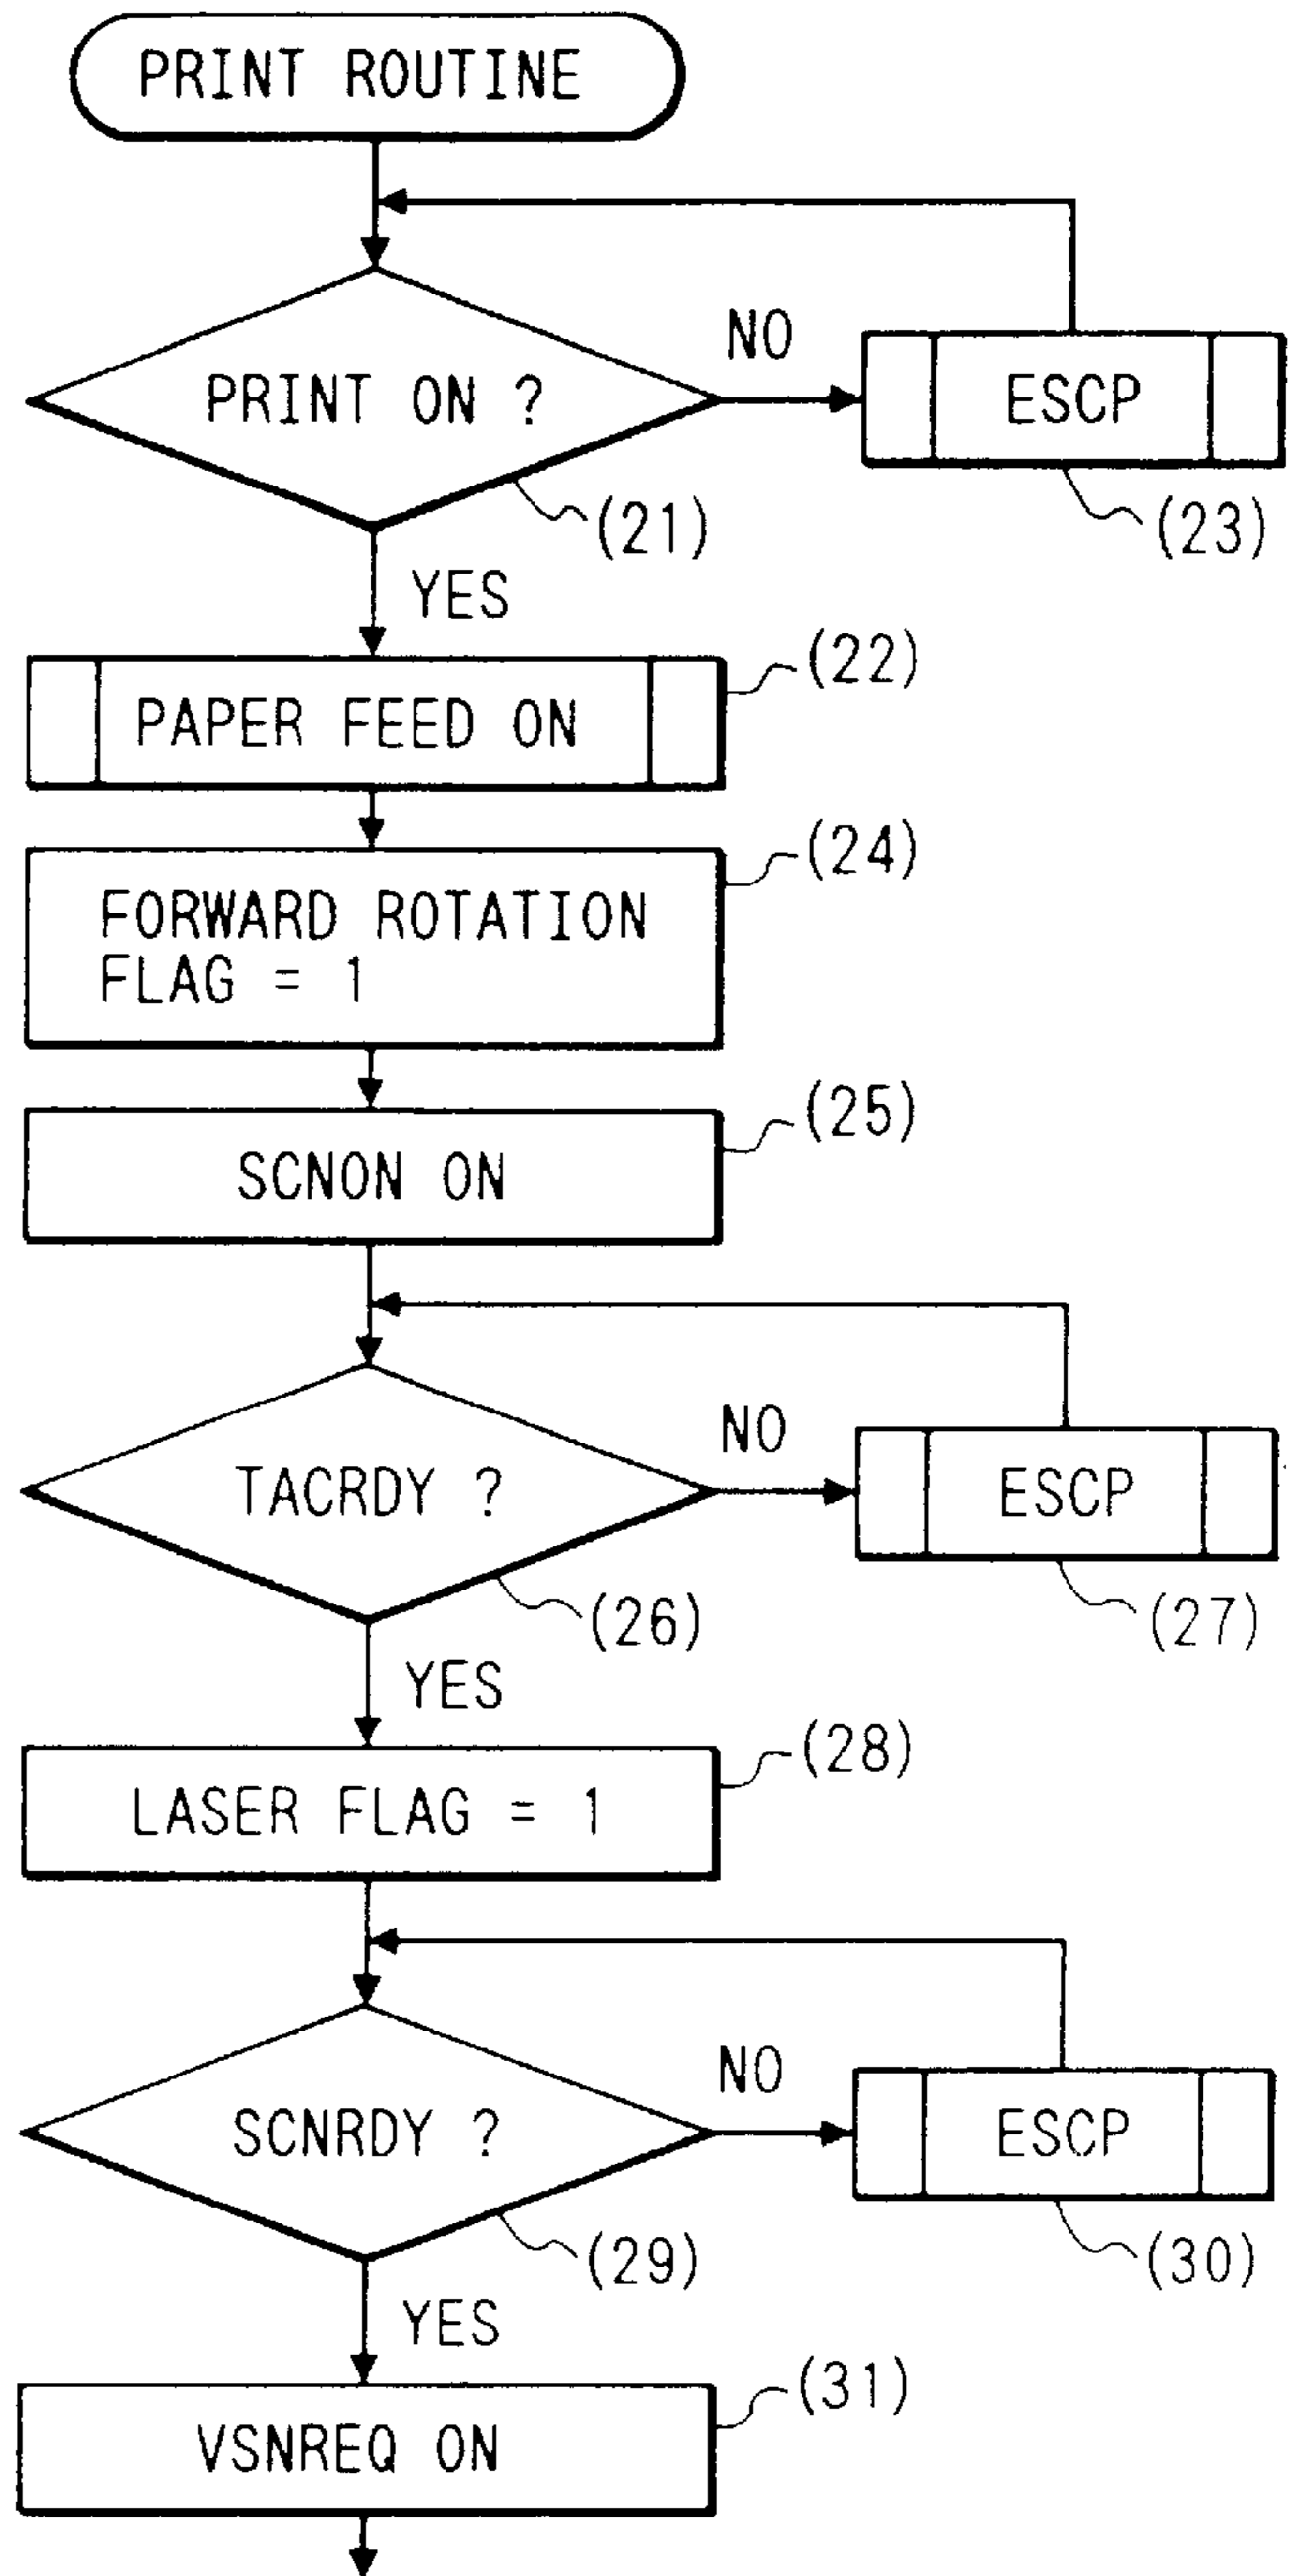 PRINT ROUTINE
PRINT ON ?
NO
ESCP
(21)
(23)
YES
PAPER FEED ON
(22)
FORWARD ROTATION
FLAG = 1
(24)
SCNON ON
(25)
TACRDY ?
NO
ESCP
(26)
(27)
YES
LASER FLAG = 1
(28)
SCNRDY ?
NO
ESCP
(29)
(30)
YES
VSNREQ ON
(31)